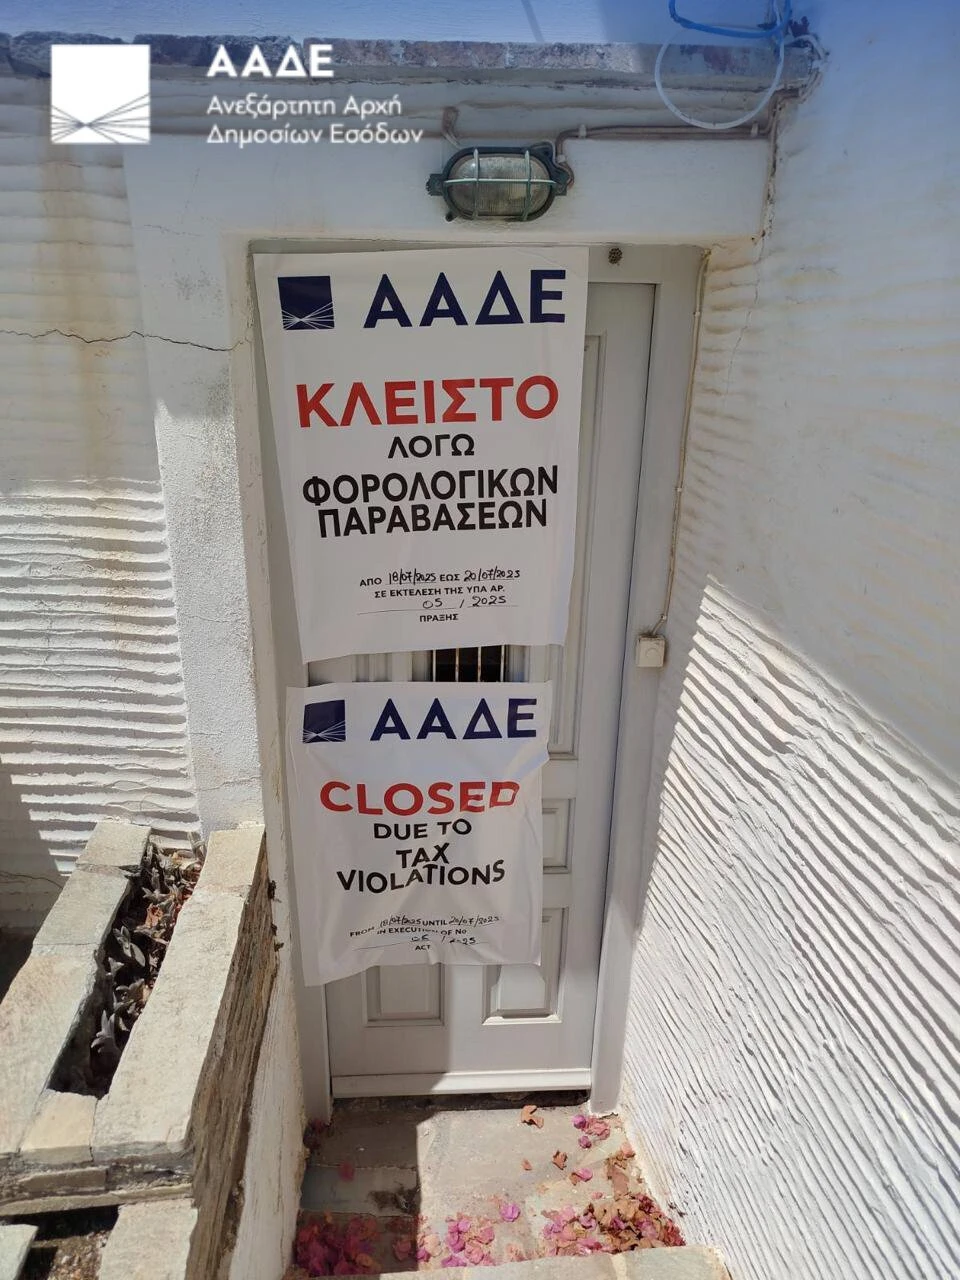 ΑΑΔΕ
Ανεξάρτητη Αρχή
Δημοσίων Εσόδων
ΑΑΔΕ
ΚΛΕΙΣΤΟ
ΛΟΓΩ
ΦΟΡΟΛΟΓΙΚΩΝ
ΠΑΡΑΒΑΣΕΩΝ
ΑΠΟ 18/07/2025 ΕΩΣ 20/07/2025
ΣΕ ΕΚΤΕΛΕΣΗ ΤΗΣ ΥΠΑ ΑΡ.
05 / 2025
ΠΡΑΞΗΣ
ΑΑΔΕ
CLOSED
DUE TO
TAX
VIOLATIONS
FROM 18/07/2025 UNTIL 20/07/2025
IN EXECUTION OF No
05 / 2025
ACT